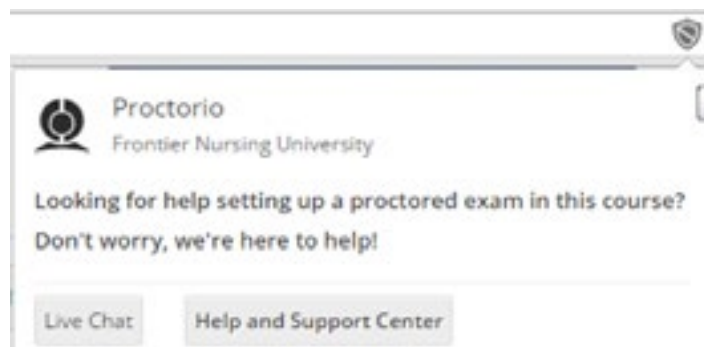 Proctorio
Frontier Nursing University
Looking for help setting up a proctored exam in this course?
Don't worry, we're here to help!
Live Chat
Help and Support Center